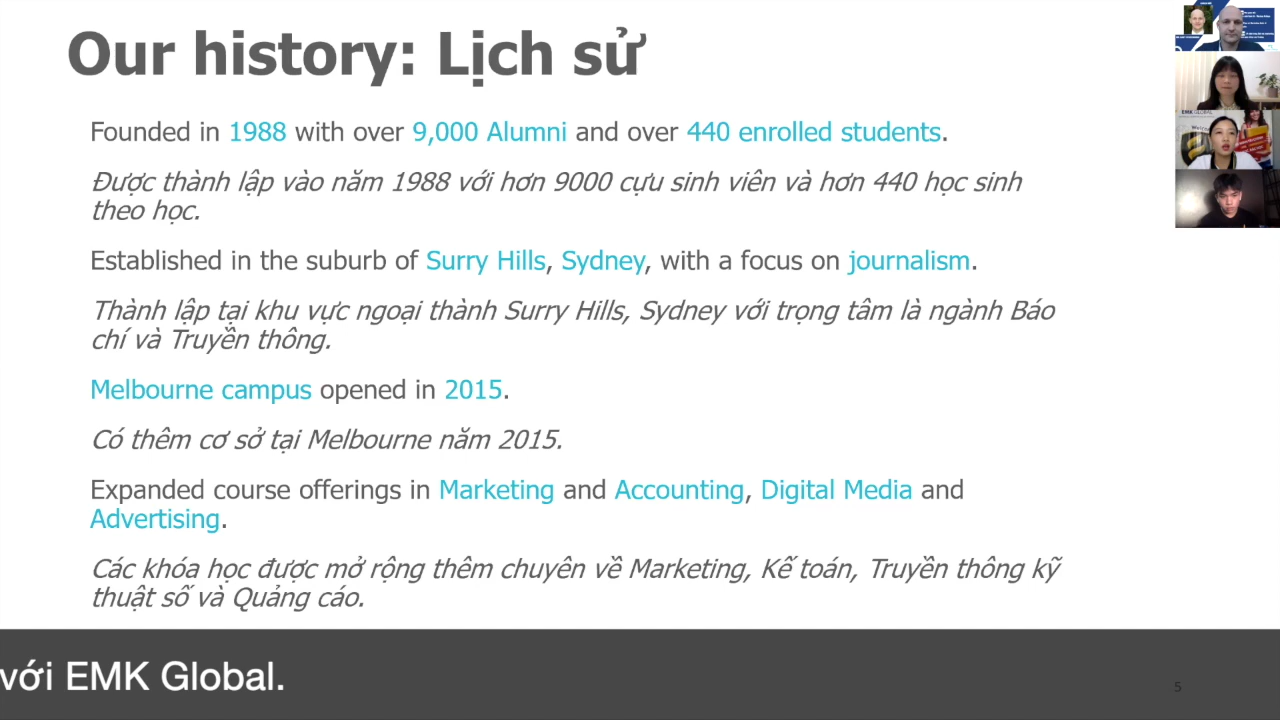 Our history: Lịch sử
Founded in 1988 with over 9,000 Alumni and over 440 enrolled students.
Được thành lập vào năm 1988 với hơn 9000 cựu sinh viên và hơn 440 học sinh
theo học.
Established in the suburb of Surry Hills, Sydney, with a focus on journalism.
Thành lập tại khu vực ngoại thành Surry Hills, Sydney với trọng tâm là ngành Báo
chí và Truyền thông.
Melbourne campus opened in 2015.
Có thêm cơ sở tại Melbourne năm 2015.
Expanded course offerings in Marketing and Accounting, Digital Media and
Advertising.
Các khóa học được mở rộng thêm chuyên về Marketing, Kế toán, Truyền thông kỹ
thuật số và Quảng cáo.
với EMK Global.
5
EMK GLOBAL